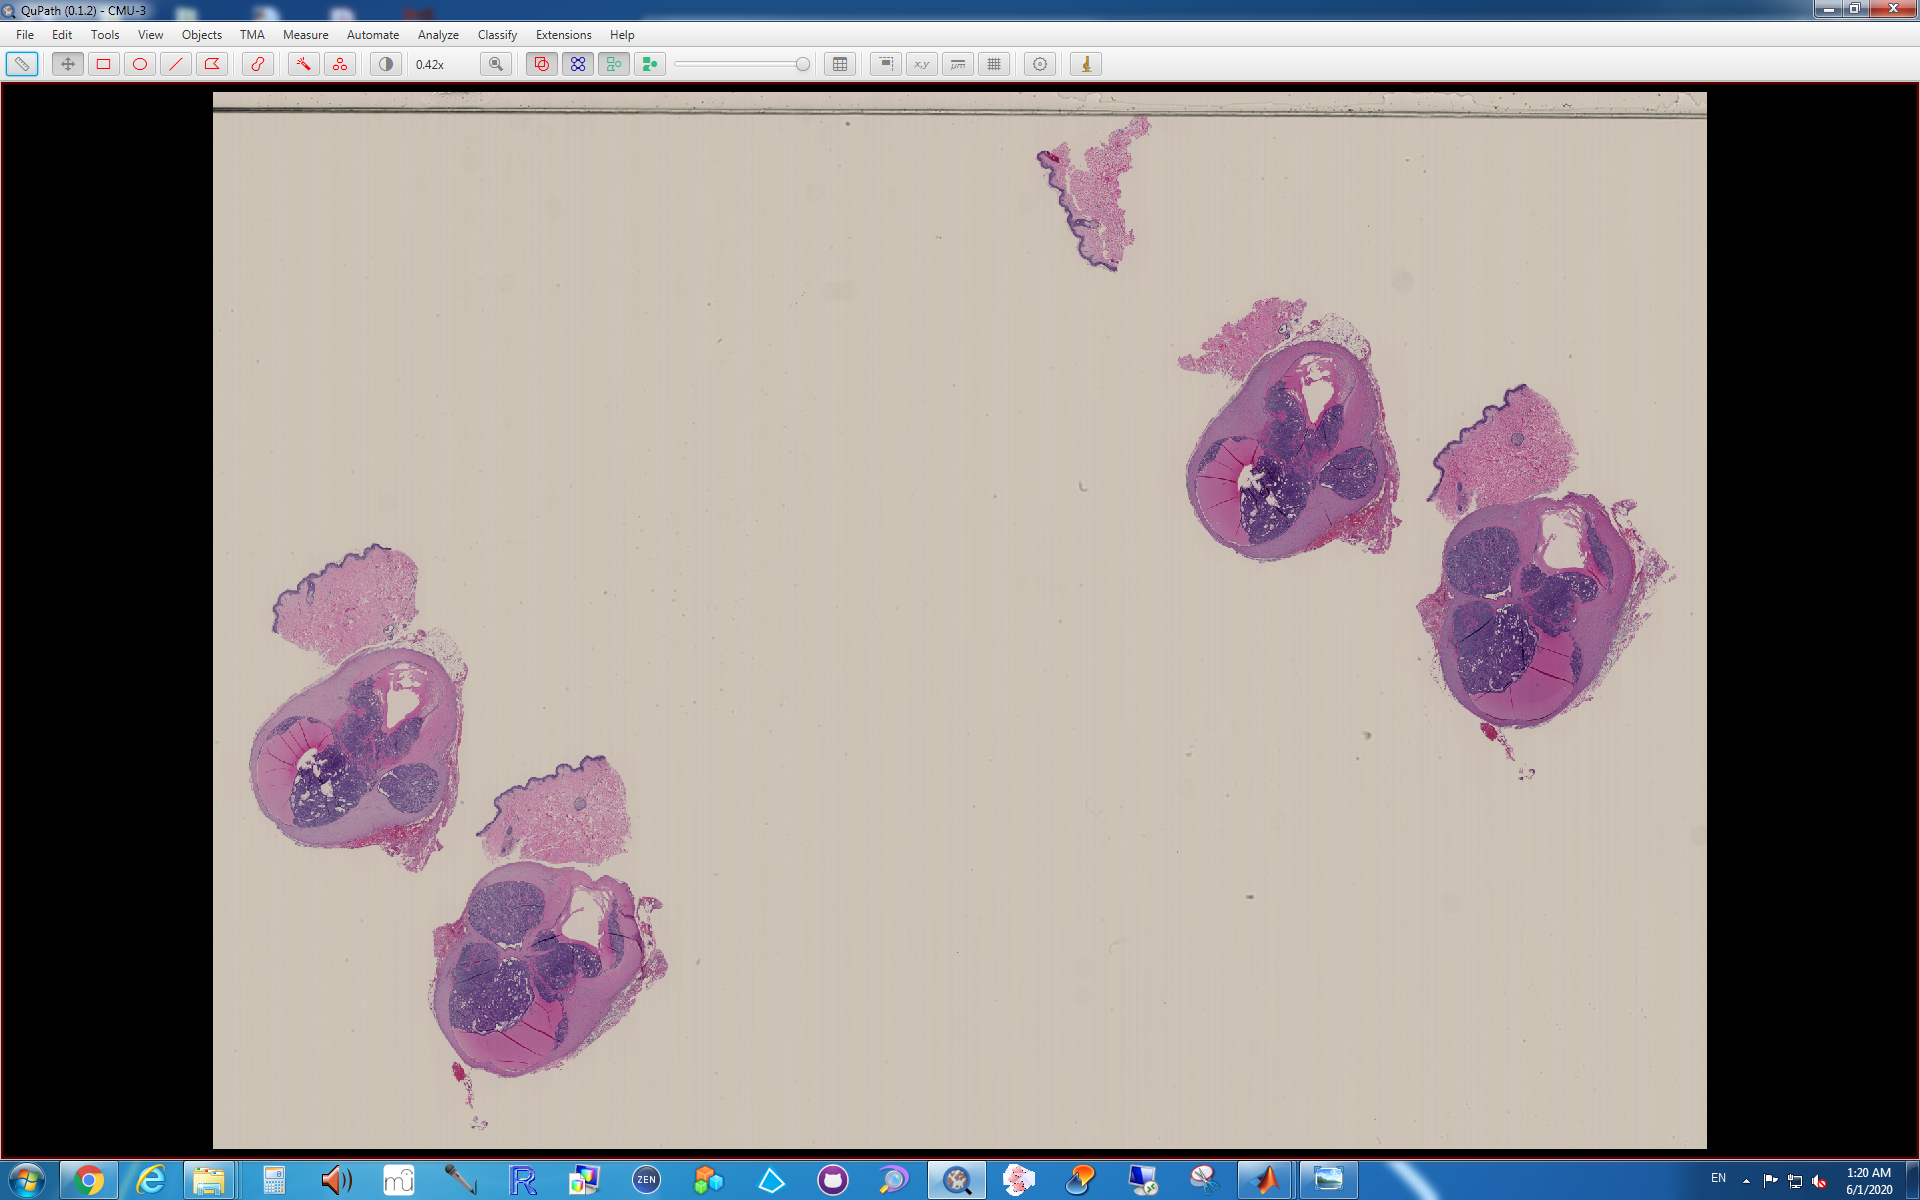 QuPath (0.1.2) - CMU-3
File Edit Tools View Objects TMA Measure Automate Analyze Classify Extensions Help
0.42x
x,y
µm
ZEN
EN
1:20 AM
6/1/2020